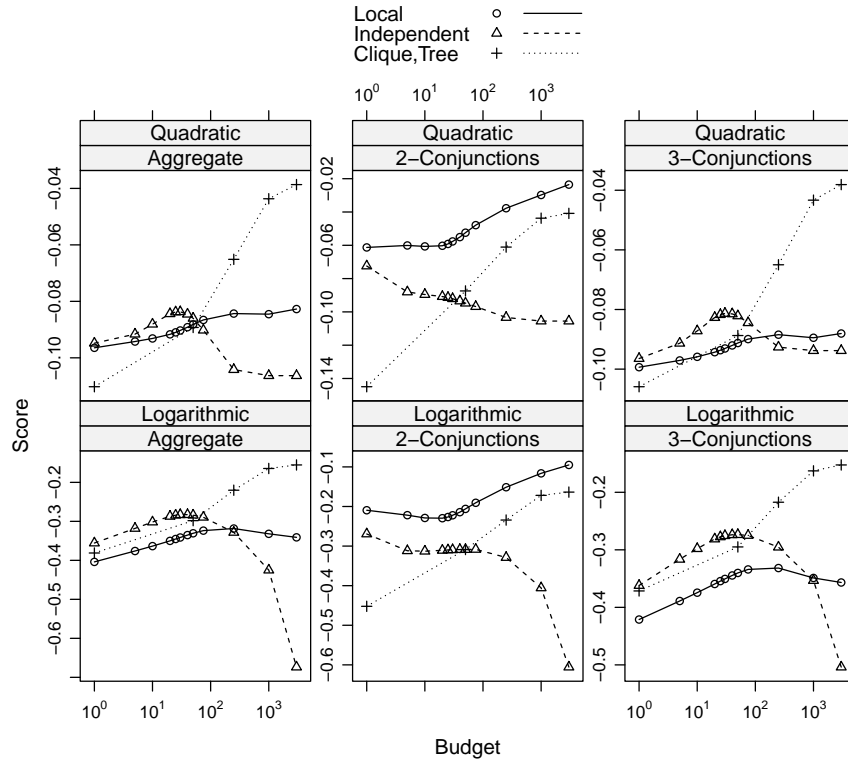 Local
Independent
Clique,Tree
10^0 10^1 10^2 10^3
Quadratic Quadratic Quadratic
Aggregate 2−Conjunctions 3−Conjunctions
−0.04 −0.06 −0.08 −0.10
−0.02 −0.06 −0.10 −0.14
−0.04 −0.06 −0.08 −0.10
Score
Logarithmic Logarithmic Logarithmic
Aggregate 2−Conjunctions 3−Conjunctions
−0.2 −0.3 −0.4 −0.5 −0.6
−0.1 −0.2 −0.3 −0.4 −0.5 −0.6
−0.2 −0.3 −0.4 −0.5
10^0 10^1 10^2 10^3
10^0 10^1 10^2 10^3
Budget